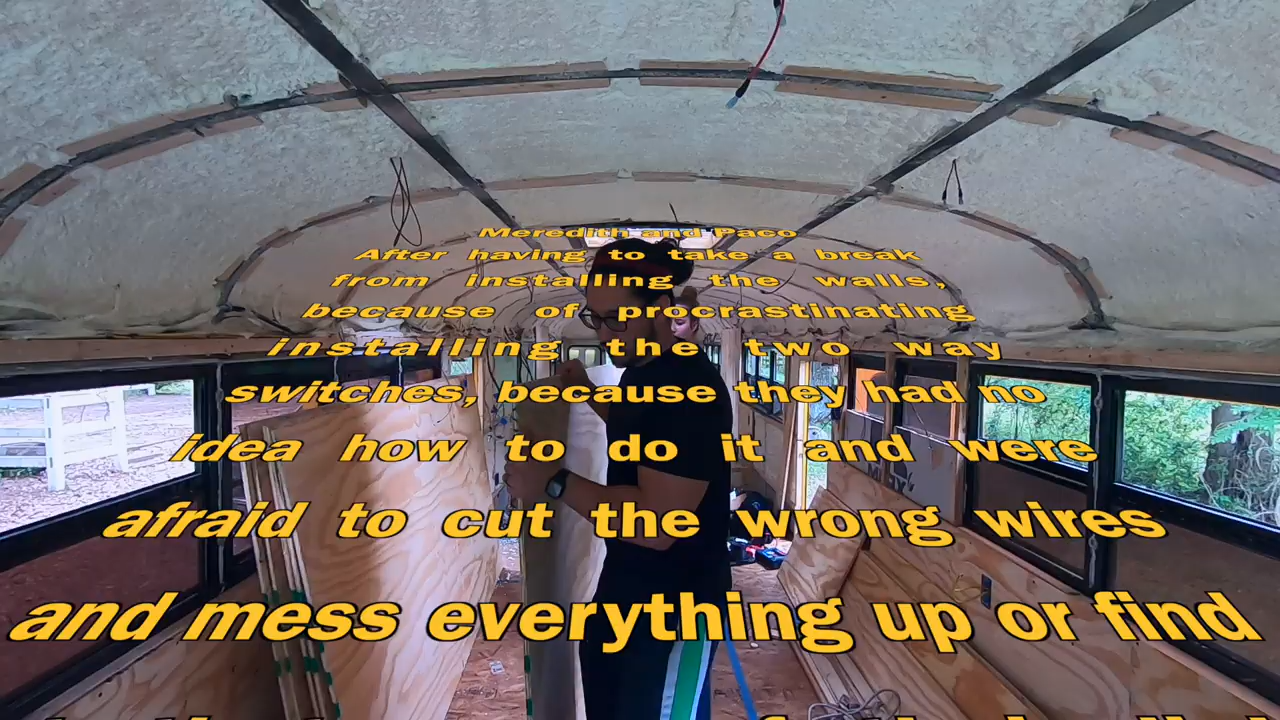 Meredith and Paco
After having to take a break
from installing the walls,
because of procrastinating
installing the two way
switches, because they had no
idea how to do it and were
afraid to cut the wrong wires
and mess everything up or find